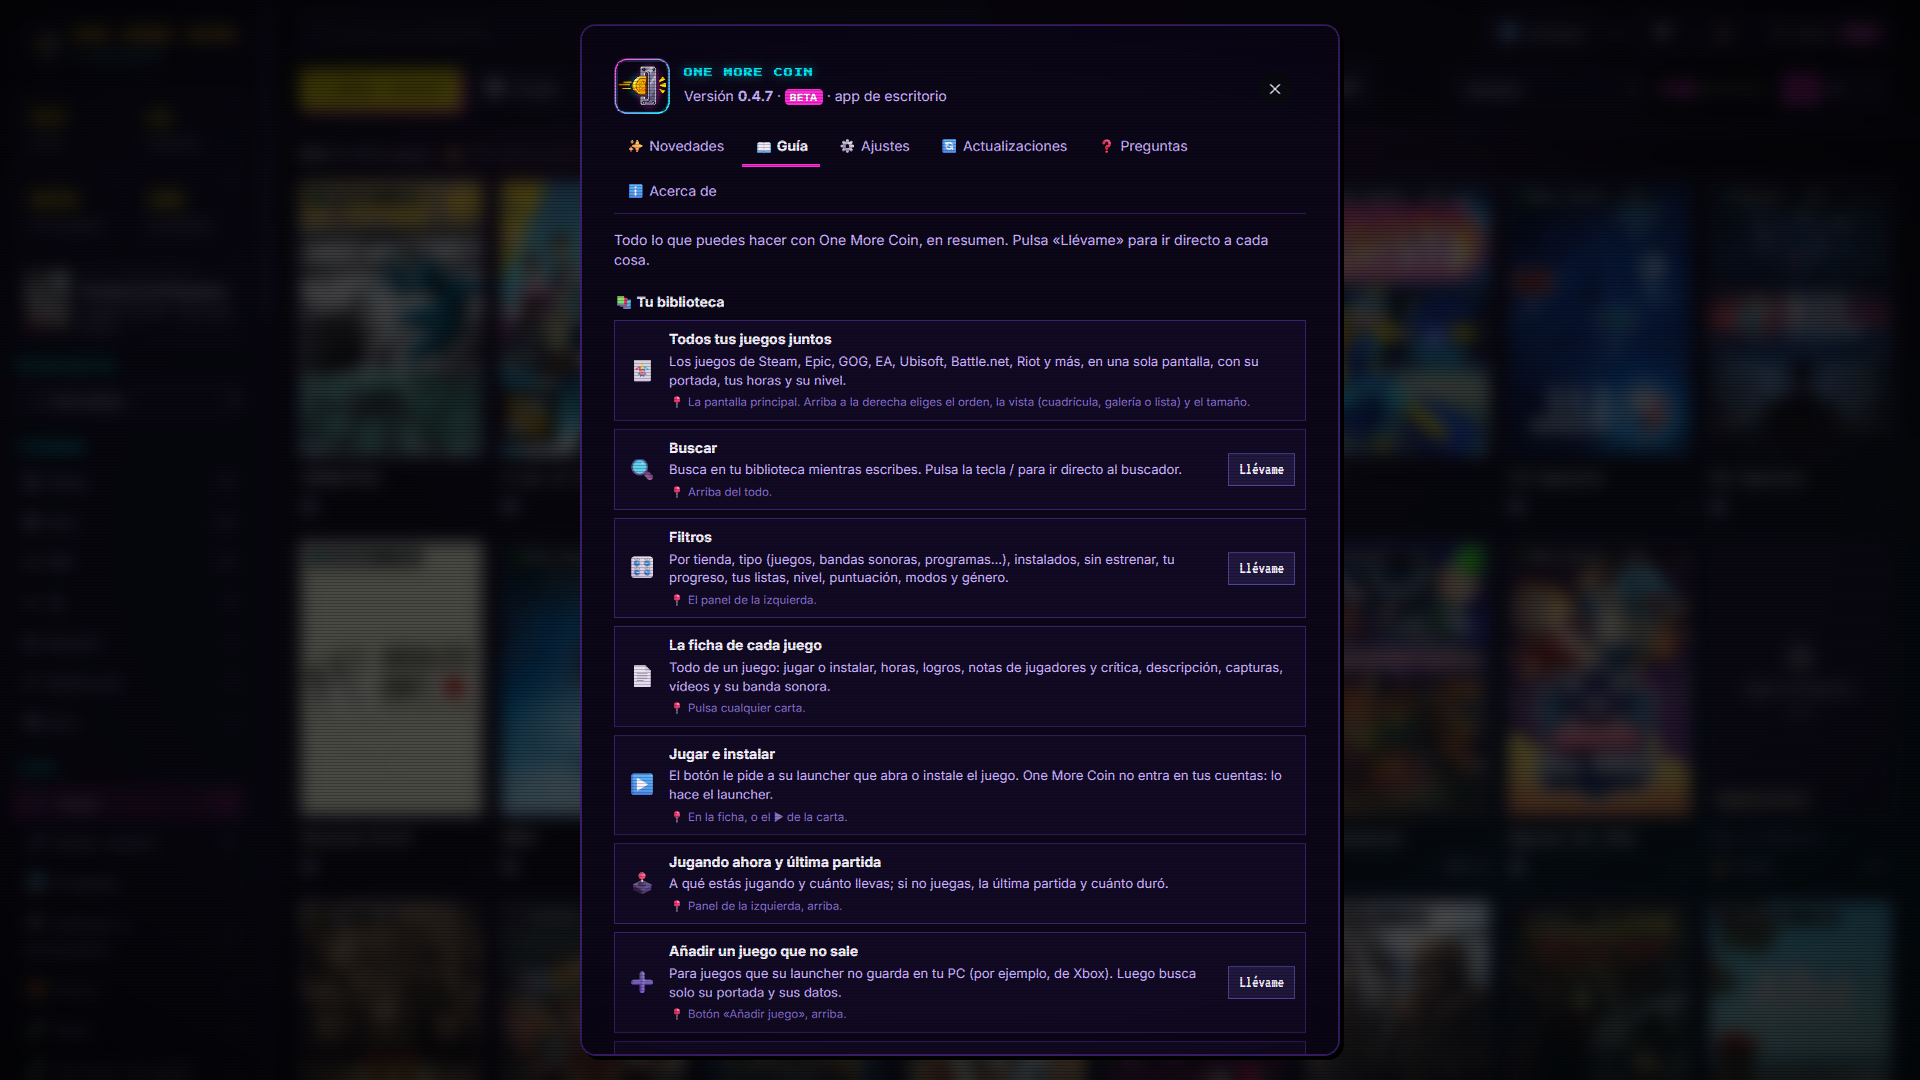 ONE MORE COIN
Versión 0.4.7 · BETA · app de escritorio
Novedades
Guía
Ajustes
Actualizaciones
Preguntas
Acerca de
Todo lo que puedes hacer con One More Coin, en resumen. Pulsa «Llévame» para ir directo a cada
cosa.
Tu biblioteca
Todos tus juegos juntos
Los juegos de Steam, Epic, GOG, EA, Ubisoft, Battle.net, Riot y más, en una sola pantalla, con su
portada, tus horas y su nivel.
La pantalla principal. Arriba a la derecha eliges el orden, la vista (cuadrícula, galería o lista) y el tamaño.
Buscar
Busca en tu biblioteca mientras escribes. Pulsa la tecla / para ir directo al buscador.
Arriba del todo.
Llévame
Filtros
Por tienda, tipo (juegos, bandas sonoras, programas...), instalados, sin estrenar, tu
progreso, tus listas, nivel, puntuación, modos y género.
El panel de la izquierda.
Llévame
La ficha de cada juego
Todo de un juego: jugar o instalar, horas, logros, notas de jugadores y crítica, descripción, capturas,
vídeos y su banda sonora.
Pulsa cualquier carta.
Jugar e instalar
El botón le pide a su launcher que abra o instale el juego. One More Coin no entra en tus cuentas: lo
hace el launcher.
En la ficha, o el ▶ de la carta.
Jugando ahora y última partida
A qué estás jugando y cuánto llevas; si no juegas, la última partida y cuánto duró.
Panel de la izquierda, arriba.
Añadir un juego que no sale
Para juegos que su launcher no guarda en tu PC (por ejemplo, de Xbox). Luego busca
solo su portada y sus datos.
Botón «Añadir juego», arriba.
Llévame